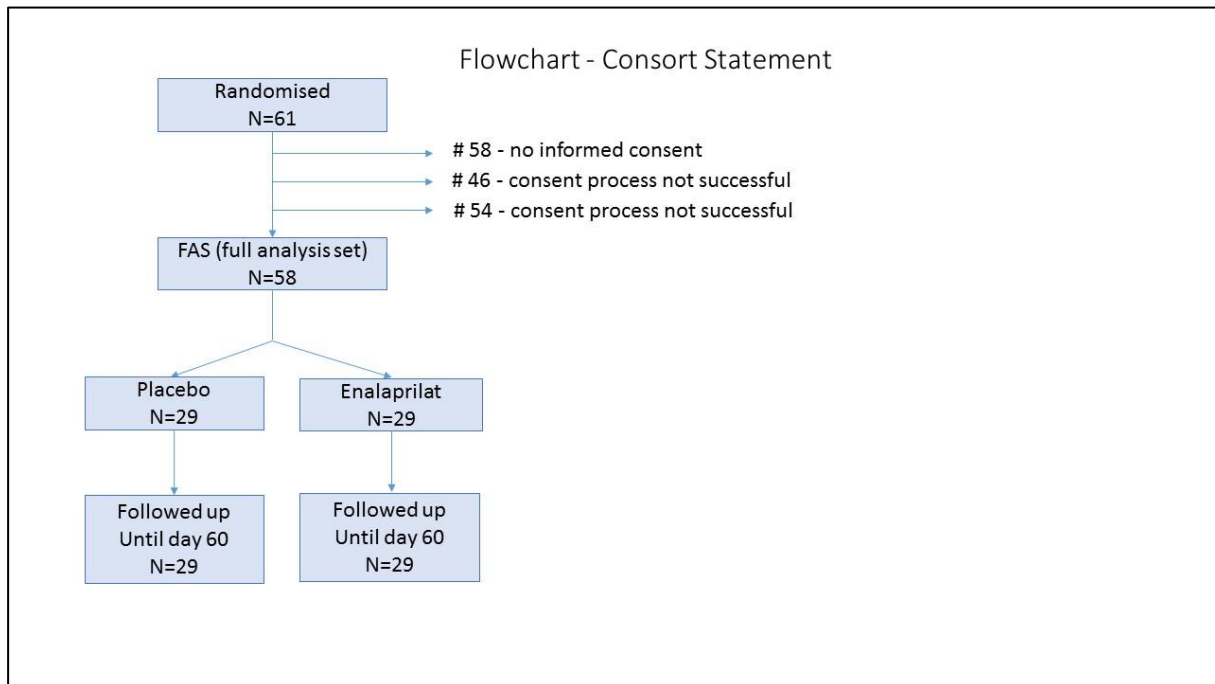 Flowchart - Consort Statement
Randomised
N=61
# 58 - no informed consent
# 46 - consent process not successful
# 54 - consent process not successful
FAS (full analysis set)
N=58
Placebo
N=29
Enalaprilat
N=29
Followed up
Until day 60
N=29
Followed up
Until day 60
N=29